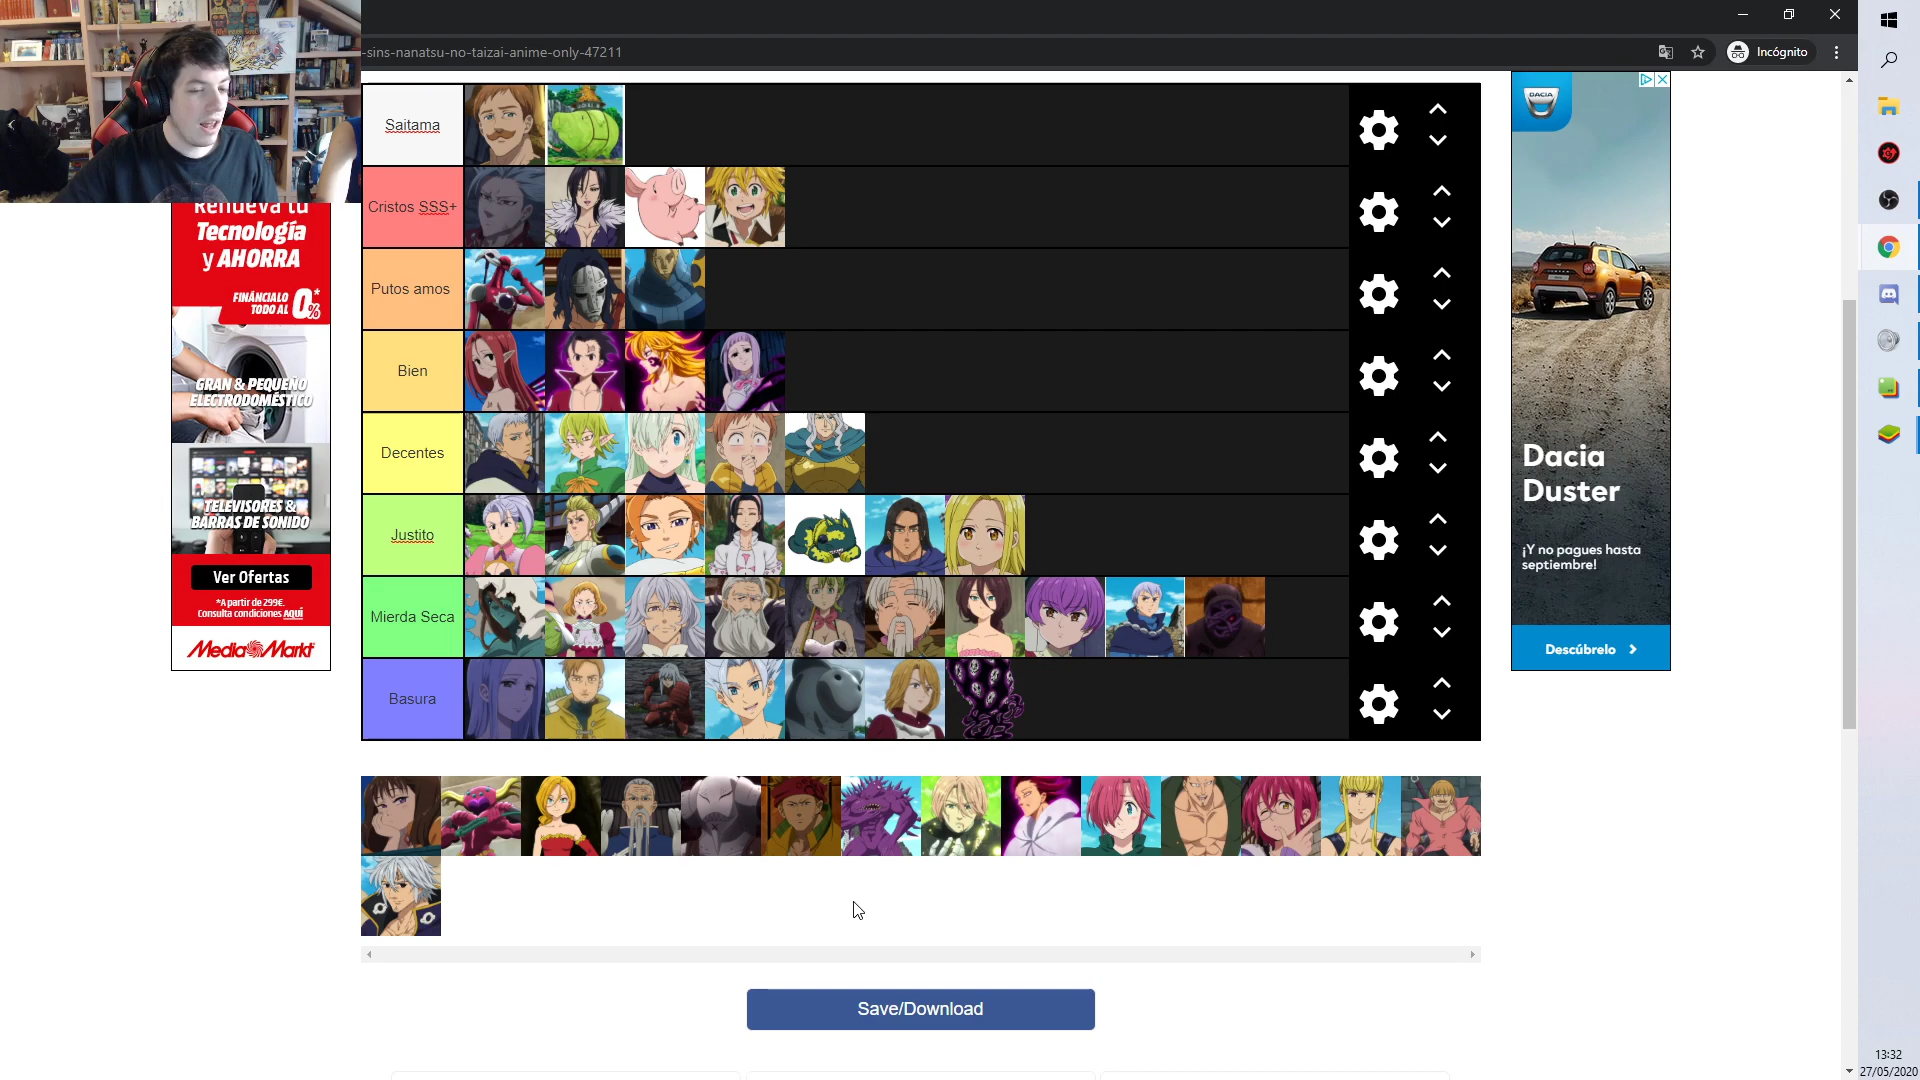 -sins-nanatsu-no-taizai-anime-only-47211
Incógnito
Renueva tu
Tecnología
y AHORRA
FINÁNCIALO
TODO AL 0%*
GRAN & PEQUEÑO
ELECTRODOMÉSTICO
TELEVISORES &
BARRAS DE SONIDO
Ver Ofertas
*A partir de 299€.
Consulta condiciones AQUÍ
MediaMarkt
Saitama
Cristos SSS+
Putos amos
Bien
Decentes
Justito
Mierda Seca
Basura
Save/Download
DACIA
Dacia
Duster
¡Y no pagues hasta
septiembre!
Descúbrelo
13:32
27/05/2020